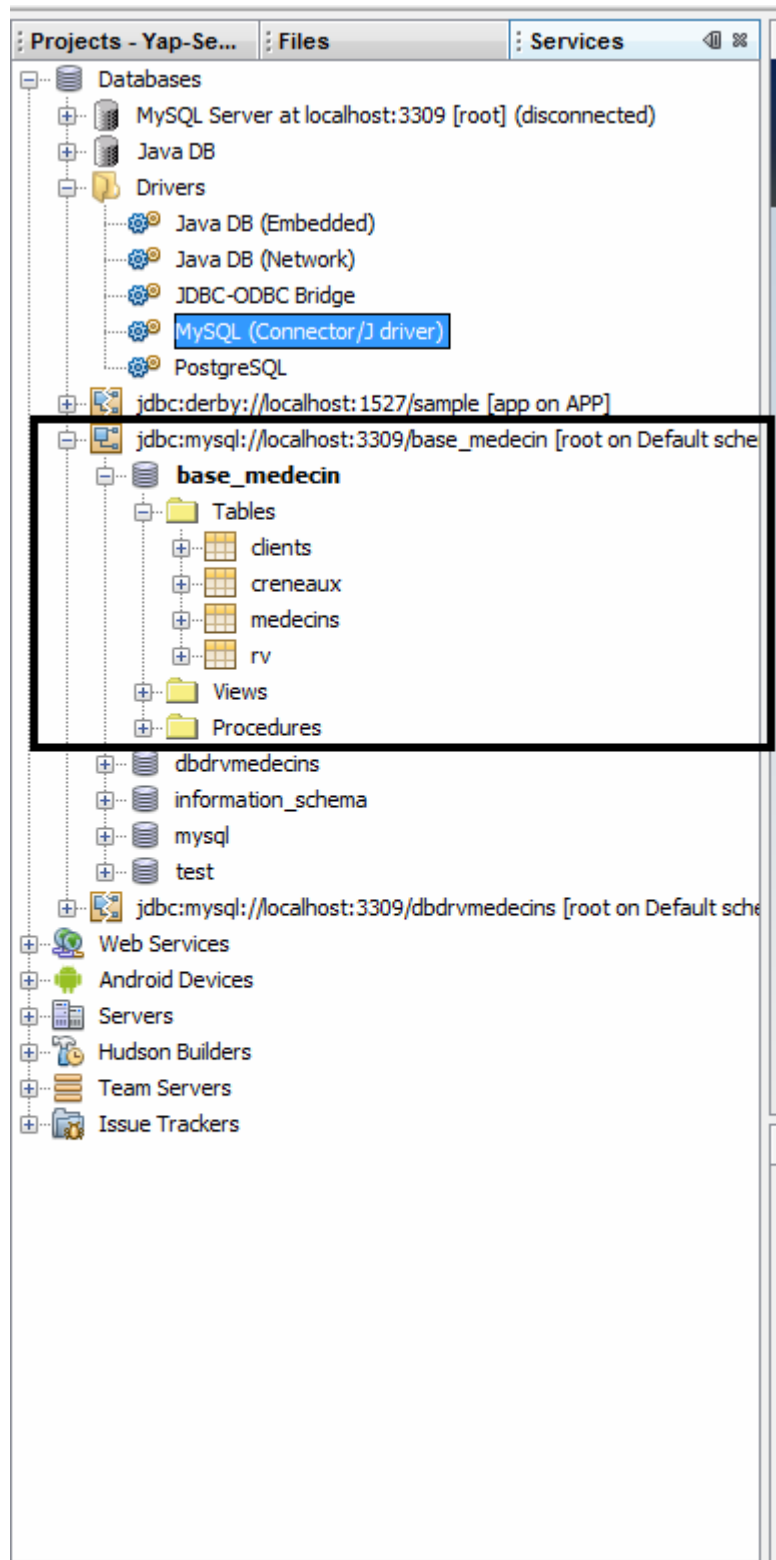 Projects - Yap-Se...
Files
Services
Databases
MySQL Server at localhost:3309 [root] (disconnected)
Java DB
Drivers
Java DB (Embedded)
Java DB (Network)
JDBC-ODBC Bridge
MySQL (Connector/J driver)
PostgreSQL
jdbc:derby://localhost:1527/sample [app on APP]
jdbc:mysql://localhost:3309/base_medecin [root on Default sche
base_medecin
Tables
clients
creneaux
medecins
rv
Views
Procedures
dbdrvmedecins
information_schema
mysql
test
jdbc:mysql://localhost:3309/dbdrvmedecins [root on Default sche
Web Services
Android Devices
Servers
Hudson Builders
Team Servers
Issue Trackers